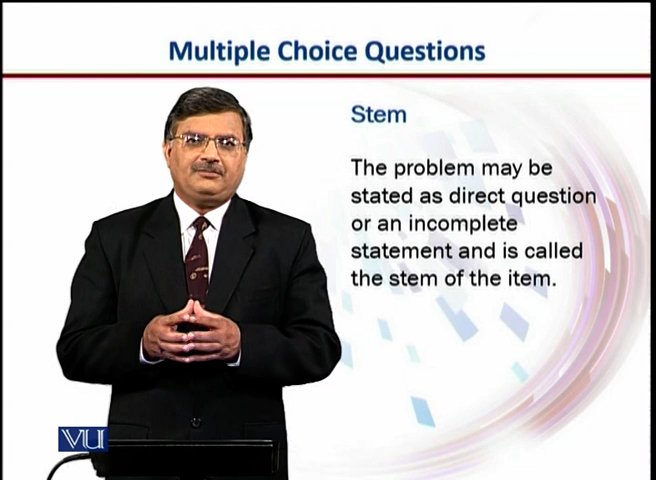 Multiple Choice Questions
Stem
The problem may be
stated as direct question
or an incomplete
statement and is called
the stem of the item.
VU